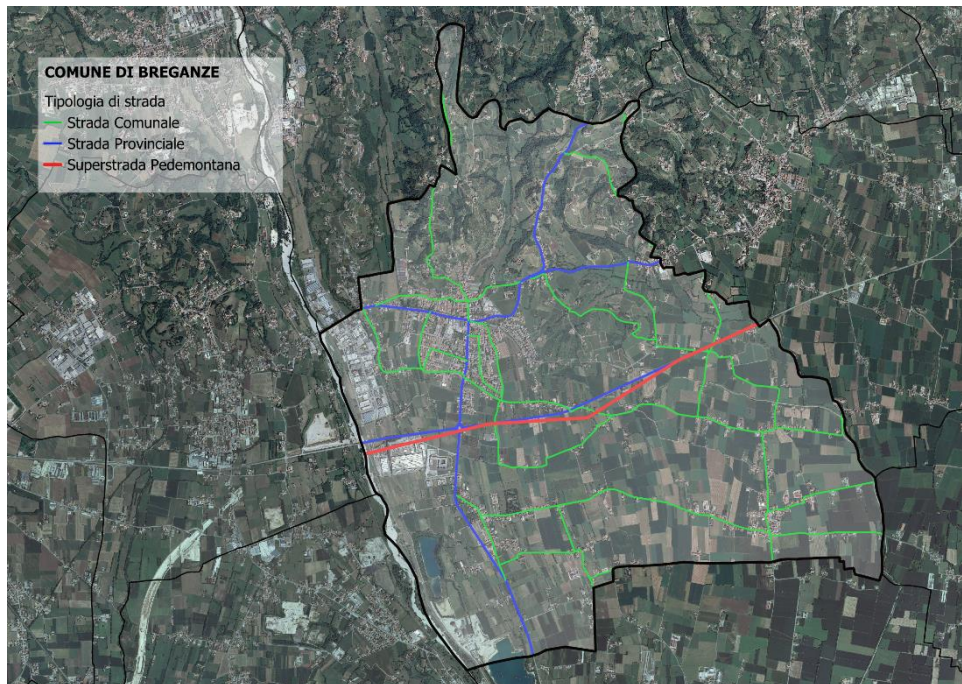 COMUNE DI BREGANZE
Tipologia di strada
Strada Comunale
Strada Provinciale
Superstrada Pedemontana